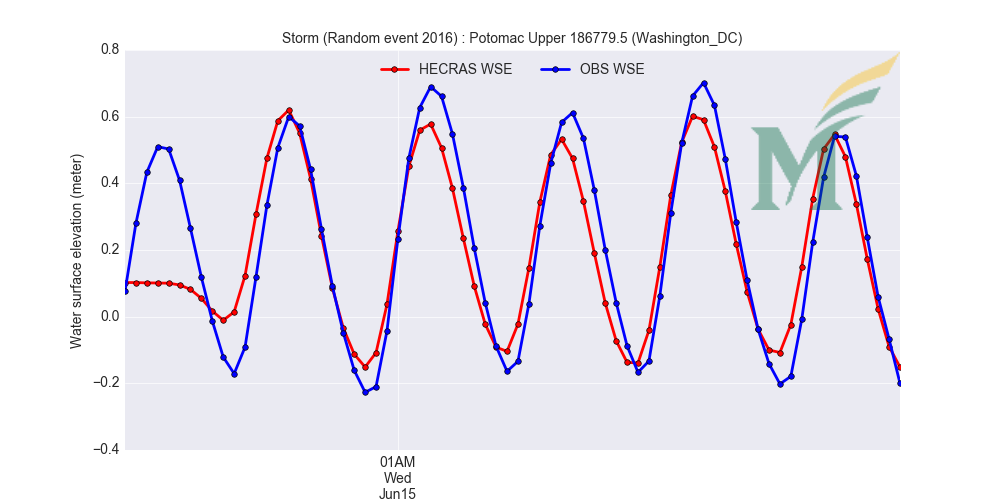 Storm (Random event 2016) : Potomac Upper 186779.5 (Washington_DC)
HECRAS WSE
OBS WSE
M
Water surface elevation (meter)
0.8
0.6
0.4
0.2
0.0
−0.2
−0.4
01AM
Wed
Jun15